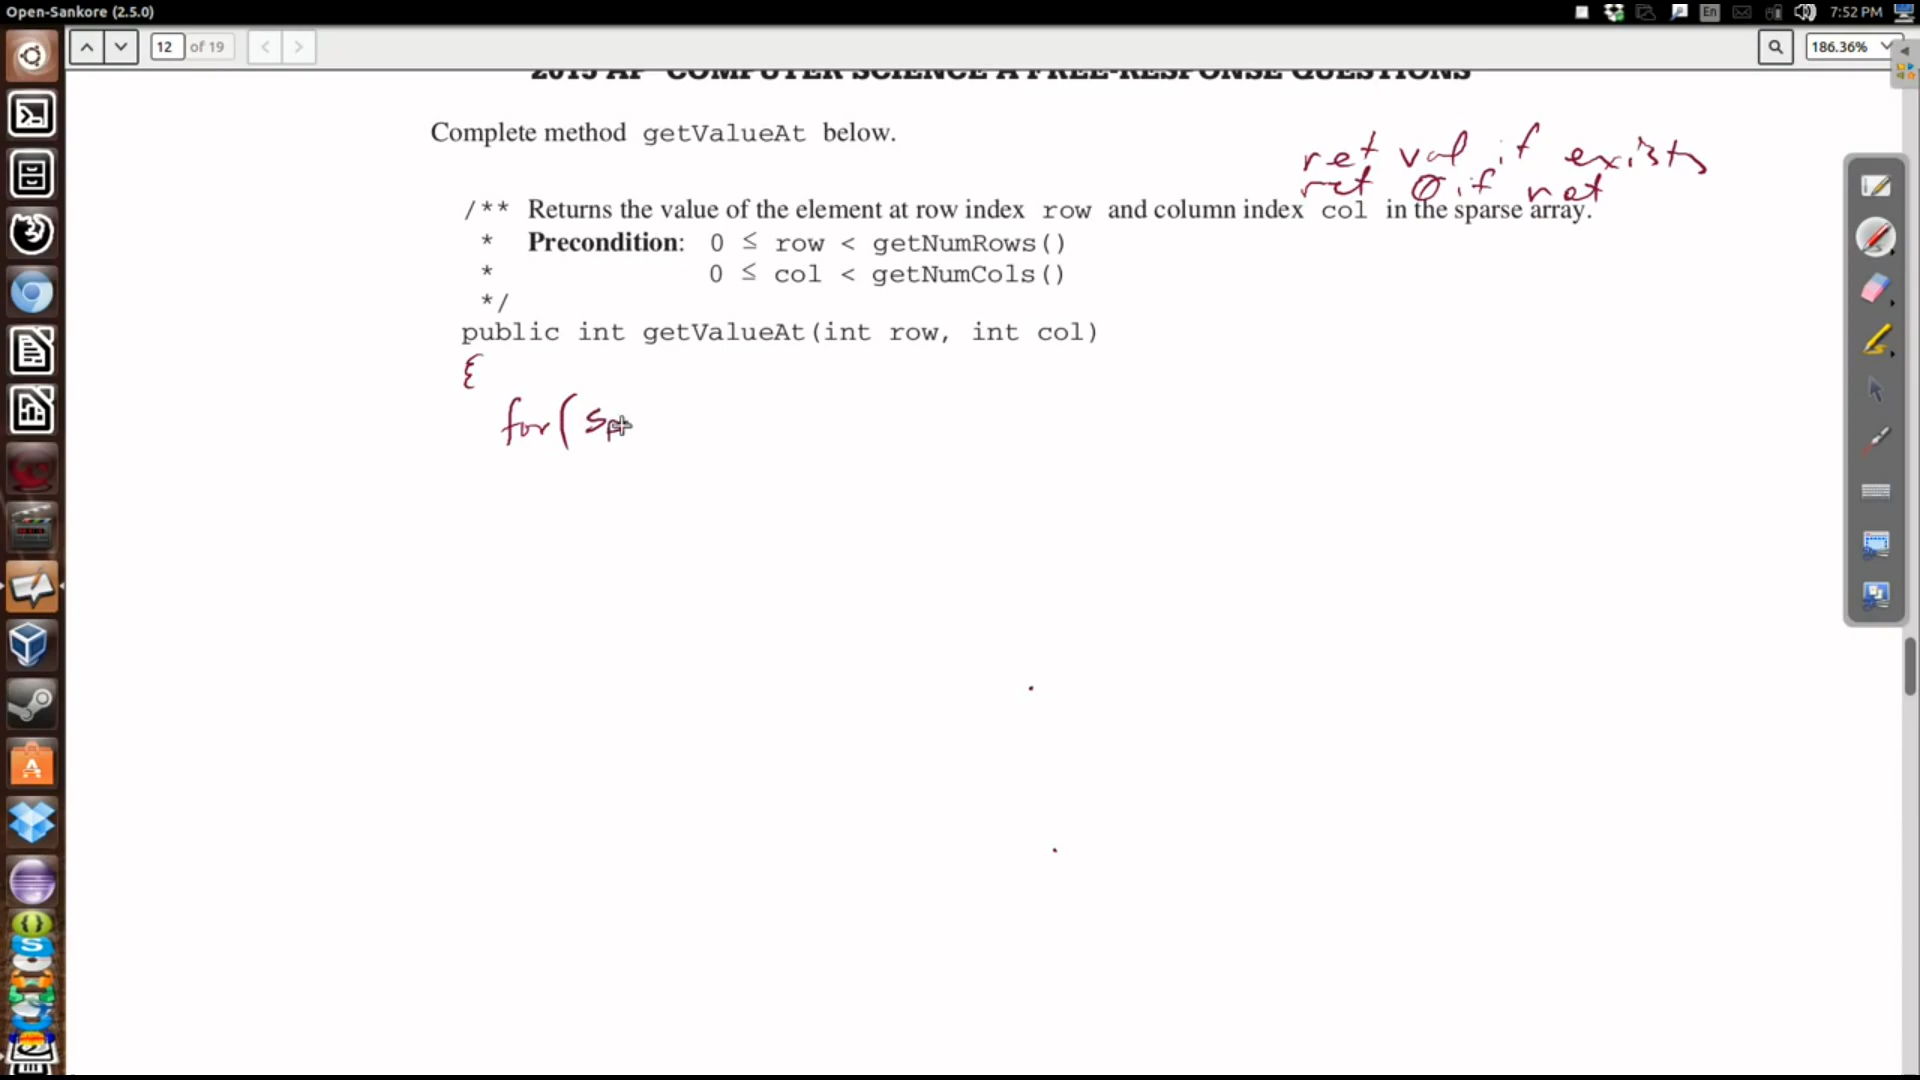 Open-Sankore (2.5.0)
En
7:52 PM
12 of 19
186.36%
2015 AP® COMPUTER SCIENCE A FREE-RESPONSE QUESTIONS
Complete method getValueAt below.
ret val if exists
ret 0 if not
/** Returns the value of the element at row index row and column index col in the sparse array.
* Precondition: 0 ≤ row < getNumRows()
* 0 ≤ col < getNumCols()
*/
public int getValueAt(int row, int col)
{
for( Sp